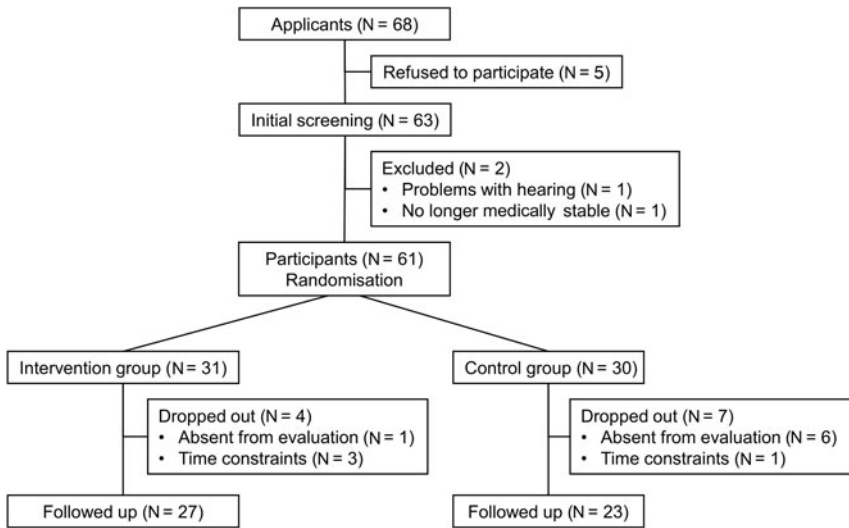 Applicants (N = 68)
Refused to participate (N = 5)
Initial screening (N = 63)
Excluded (N = 2)
• Problems with hearing (N = 1)
• No longer medically stable (N = 1)
Participants (N = 61)
Randomisation
Intervention group (N = 31)
Control group (N = 30)
Dropped out (N = 4)
• Absent from evaluation (N = 1)
• Time constraints (N = 3)
Dropped out (N = 7)
• Absent from evaluation (N = 6)
• Time constraints (N = 1)
Followed up (N = 27)
Followed up (N = 23)